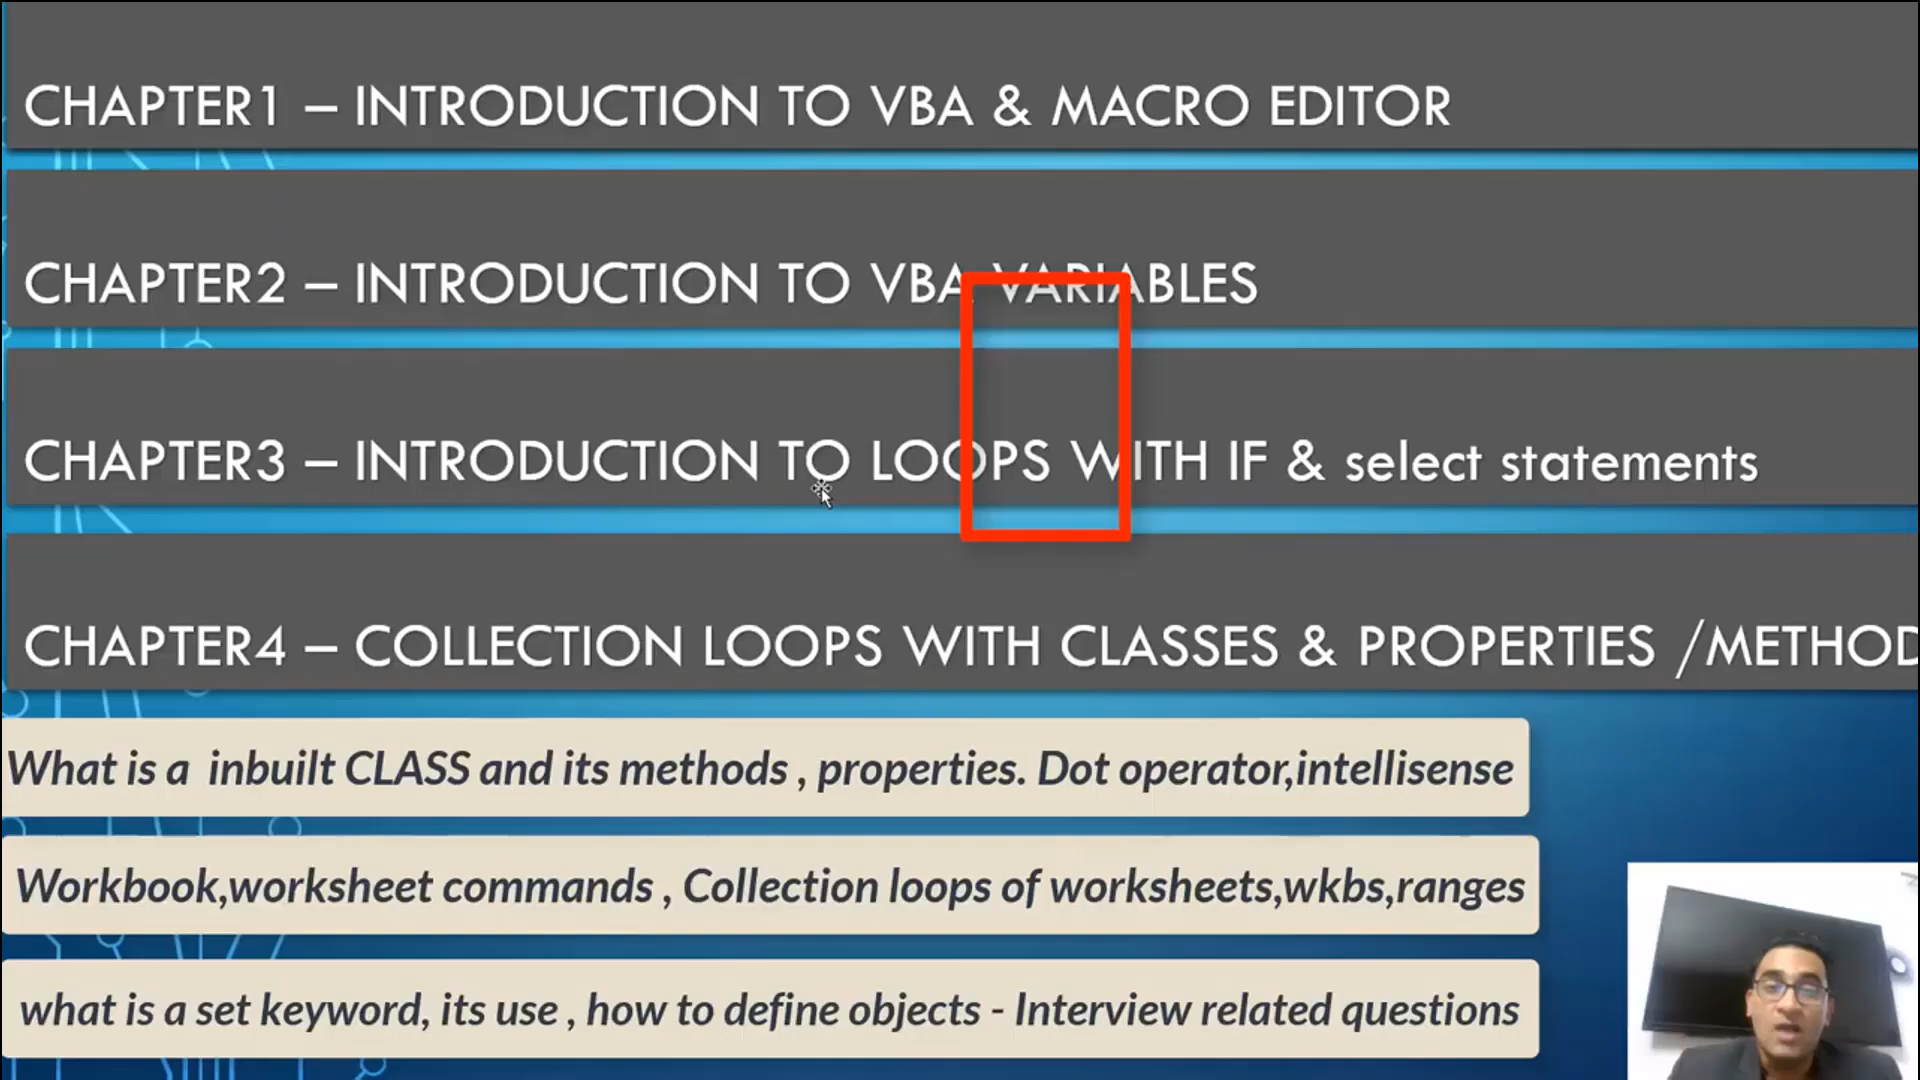 CHAPTER1 – INTRODUCTION TO VBA & MACRO EDITOR
CHAPTER2 – INTRODUCTION TO VBA VARIABLES
CHAPTER3 – INTRODUCTION TO LOOPS WITH IF & select statements
CHAPTER4 – COLLECTION LOOPS WITH CLASSES & PROPERTIES /METHOD
What is a inbuilt CLASS and its methods , properties. Dot operator,intellisense
Workbook,worksheet commands , Collection loops of worksheets,wkbs,ranges
what is a set keyword, its use , how to define objects - Interview related questions